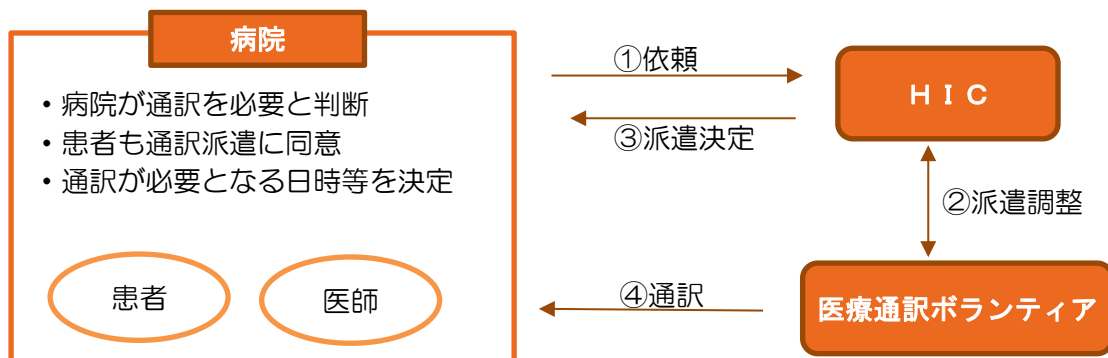 病院
・病院が通訳を必要と判断
・患者も通訳派遣に同意
・通訳が必要となる日時等を決定
患者
医師
①依頼
③派遣決定
ＨＩＣ
②派遣調整
④通訳
医療通訳ボランティア